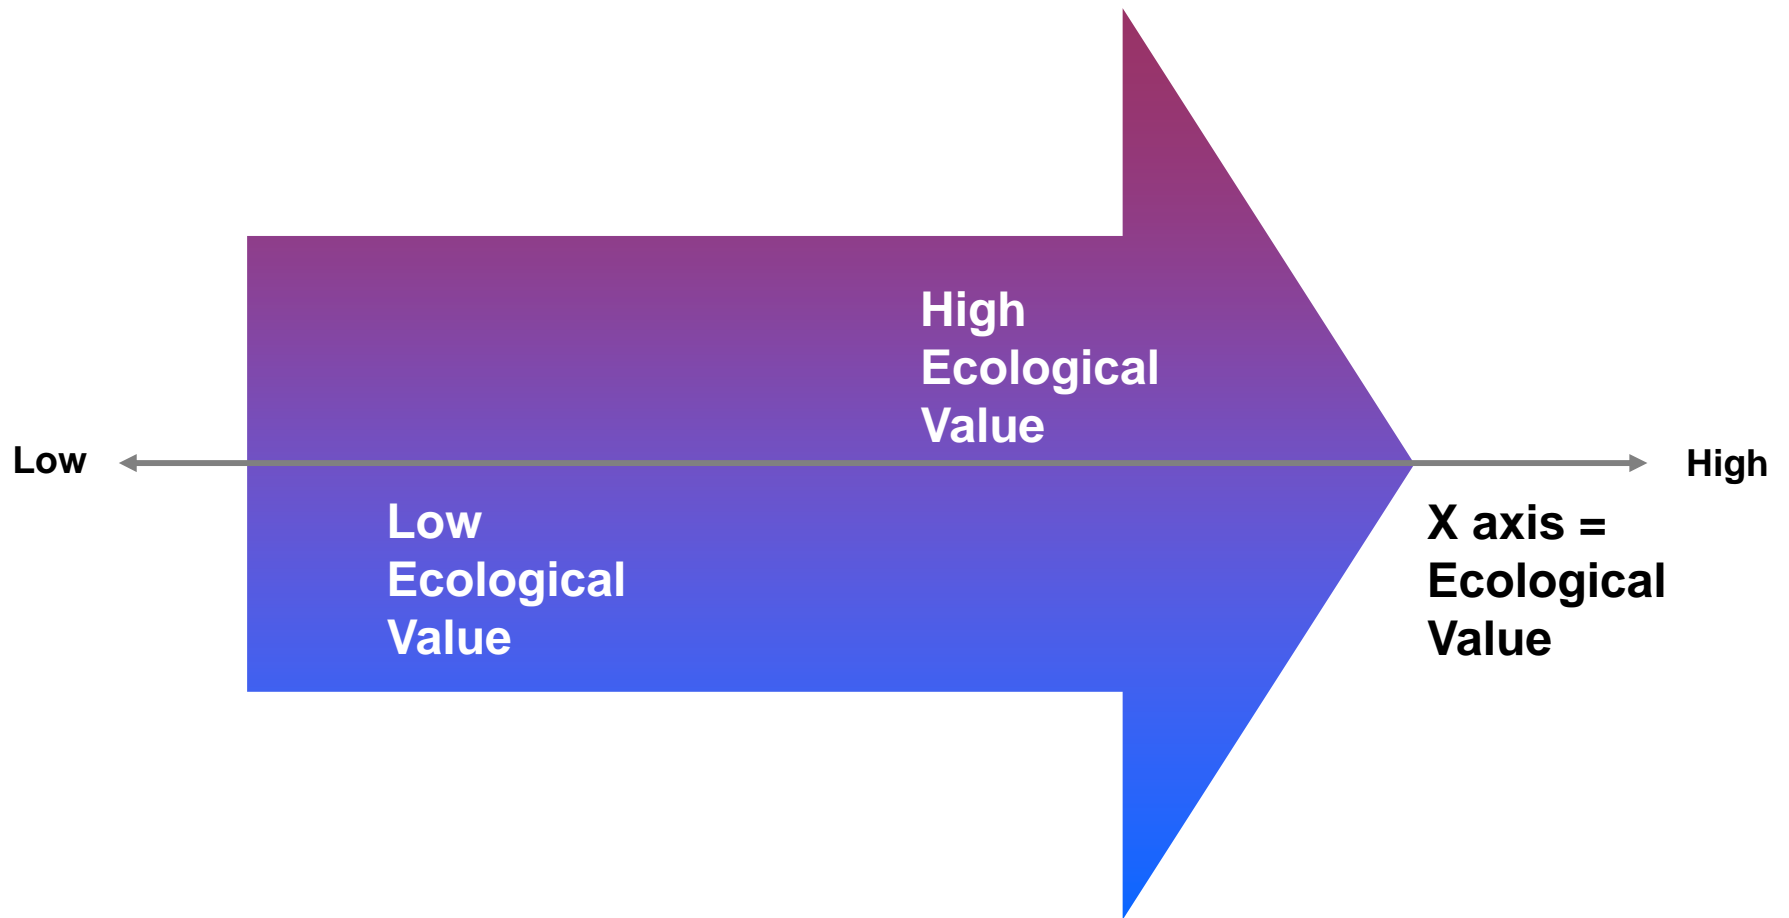 High
Ecological
Value
Low
High
Low
Ecological
Value
X axis =
Ecological
Value